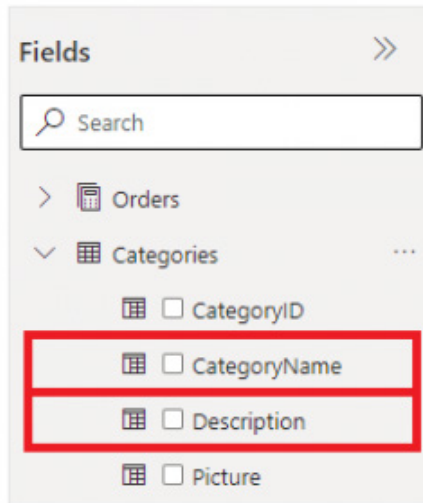 Fields
Search
Orders
Categories
CategoryID
CategoryName
Description
Picture